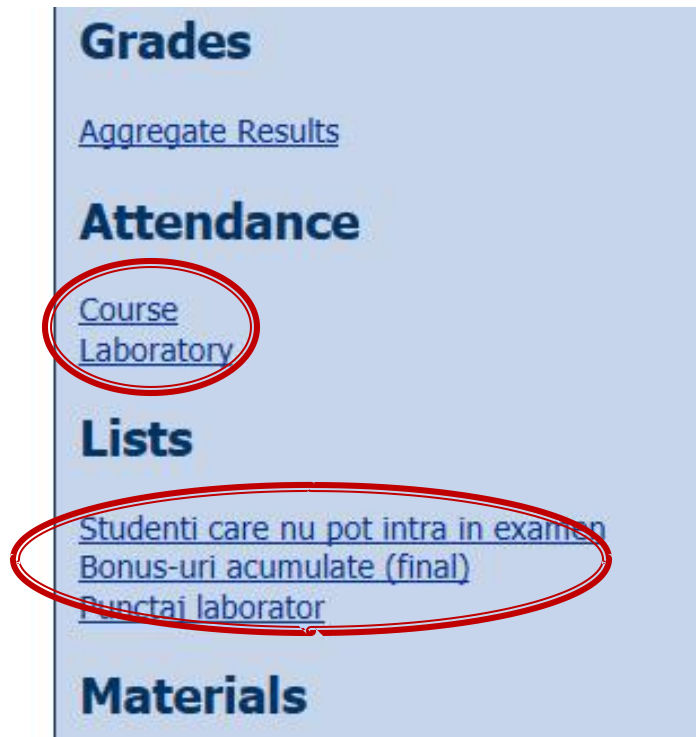 Grades
Aggregate Results
Attendance
Course
Laboratory
Lists
Studenti care nu pot intra in examen
Bonus-uri acumulate (final)
Punctaj laborator
Materials